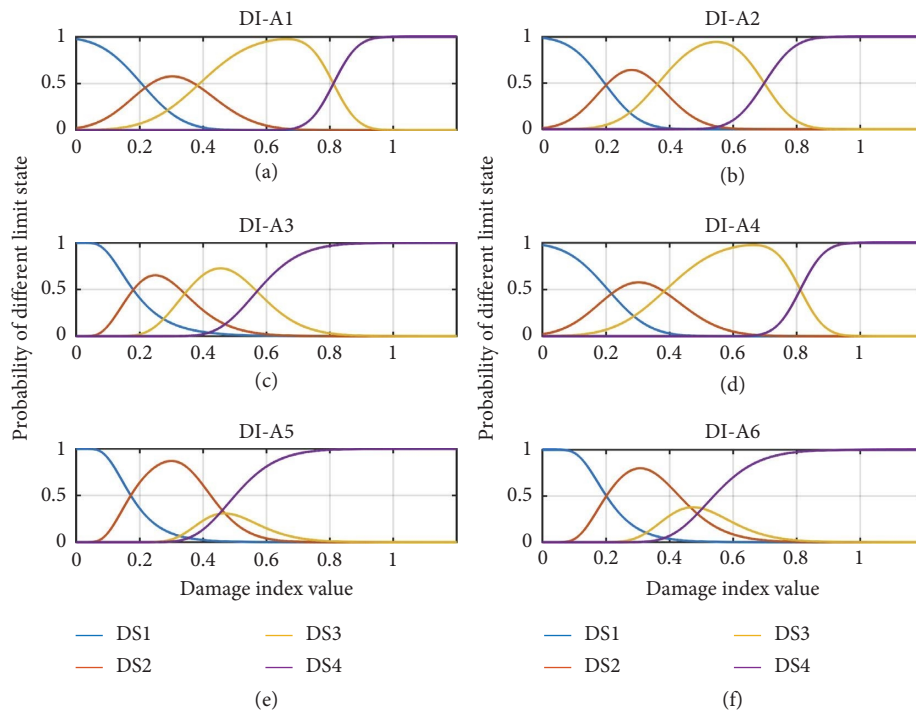 DI-A1
1
0.5
0
0 0.2 0.4 0.6 0.8 1
(a)
DI-A2
1
0.5
0
0 0.2 0.4 0.6 0.8 1
(b)
DI-A3
1
0.5
0
0 0.2 0.4 0.6 0.8 1
(c)
DI-A4
1
0.5
0
0 0.2 0.4 0.6 0.8 1
(d)
Probability of different limit state
Probability of different limit state
DI-A5
1
0.5
0
0 0.2 0.4 0.6 0.8 1
Damage index value
DS1 DS3
DS2 DS4
(e)
DI-A6
1
0.5
0
0 0.2 0.4 0.6 0.8 1
Damage index value
DS1 DS3
DS2 DS4
(f)